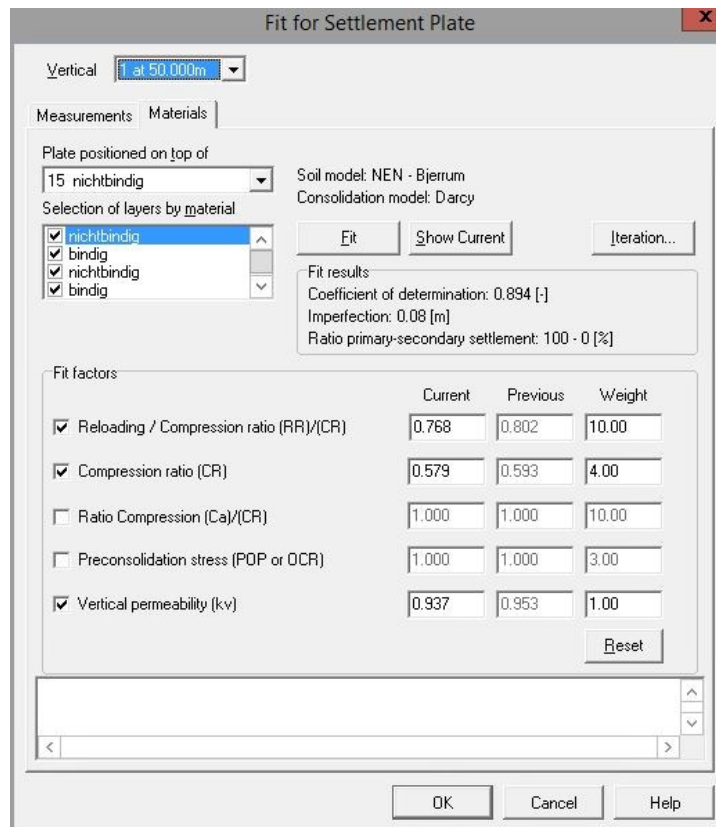 Fit for Settlement Plate
x
Vertical 1 at 50.000m
Measurements Materials
Plate positioned on top of
15 nichtbindig
Selection of layers by material
nichtbindig
bindig
nichtbindig
bindig
Soil model: NEN - Bjerrum
Consolidation model: Darcy
Fit Show Current Iteration...
Fit results
Coefficient of determination: 0.894 [-]
Imperfection: 0.08 [m]
Ratio primary-secondary settlement: 100 - 0 [%]
Fit factors
Current Previous Weight
Reloading / Compression ratio (RR)/(CR) 0.768 0.802 10.00
Compression ratio (CR) 0.579 0.593 4.00
Ratio Compression (Ca)/(CR) 1.000 1.000 10.00
Preconsolidation stress (POP or OCR) 1.000 1.000 3.00
Vertical permeability (kv) 0.937 0.953 1.00
Reset
OK Cancel Help